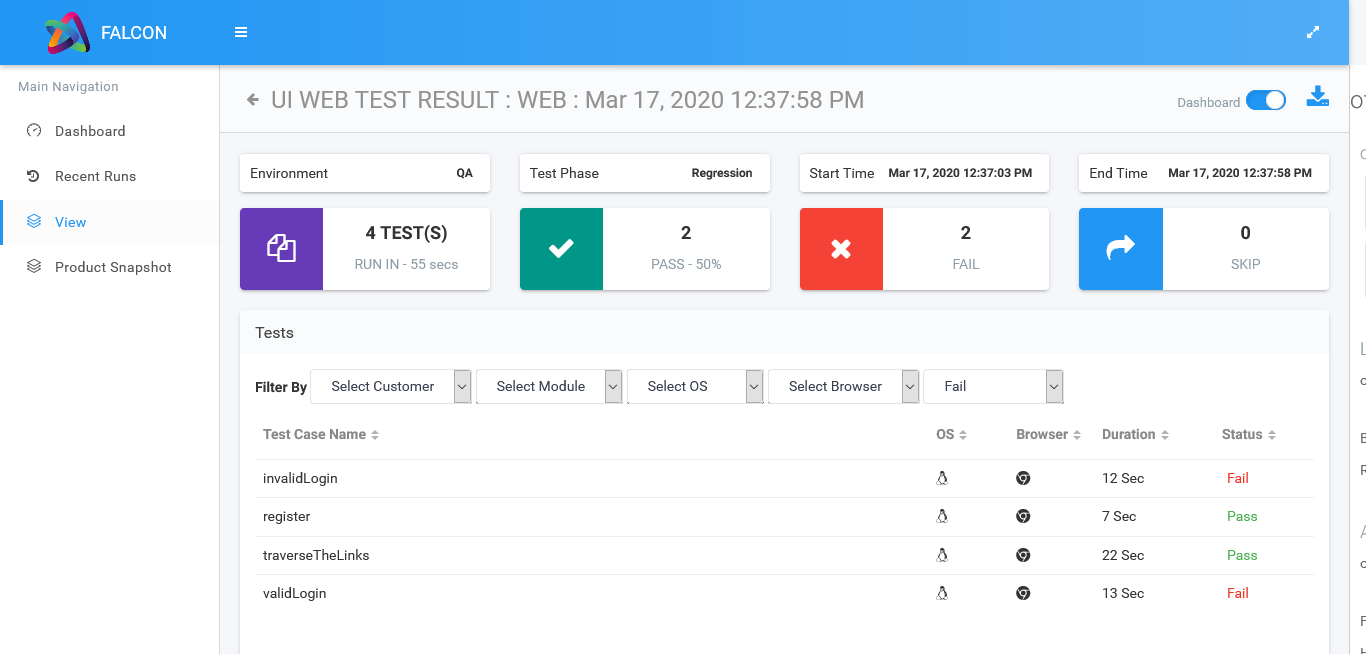 FALCON
Main Navigation
Dashboard
Recent Runs
View
Product Snapshot
UI WEB TEST RESULT : WEB : Mar 17, 2020 12:37:58 PM
Dashboard
Environment QA
Test Phase Regression
Start Time Mar 17, 2020 12:37:03 PM
End Time Mar 17, 2020 12:37:58 PM
4 TEST(S)
RUN IN - 55 secs
2
PASS - 50%
2
FAIL
0
SKIP
Tests
Filter By Select Customer Select Module Select OS Select Browser Fail
Test Case Name OS Browser Duration Status
invalidLogin 12 Sec Fail
register 7 Sec Pass
traverseTheLinks 22 Sec Pass
validLogin 13 Sec Fail